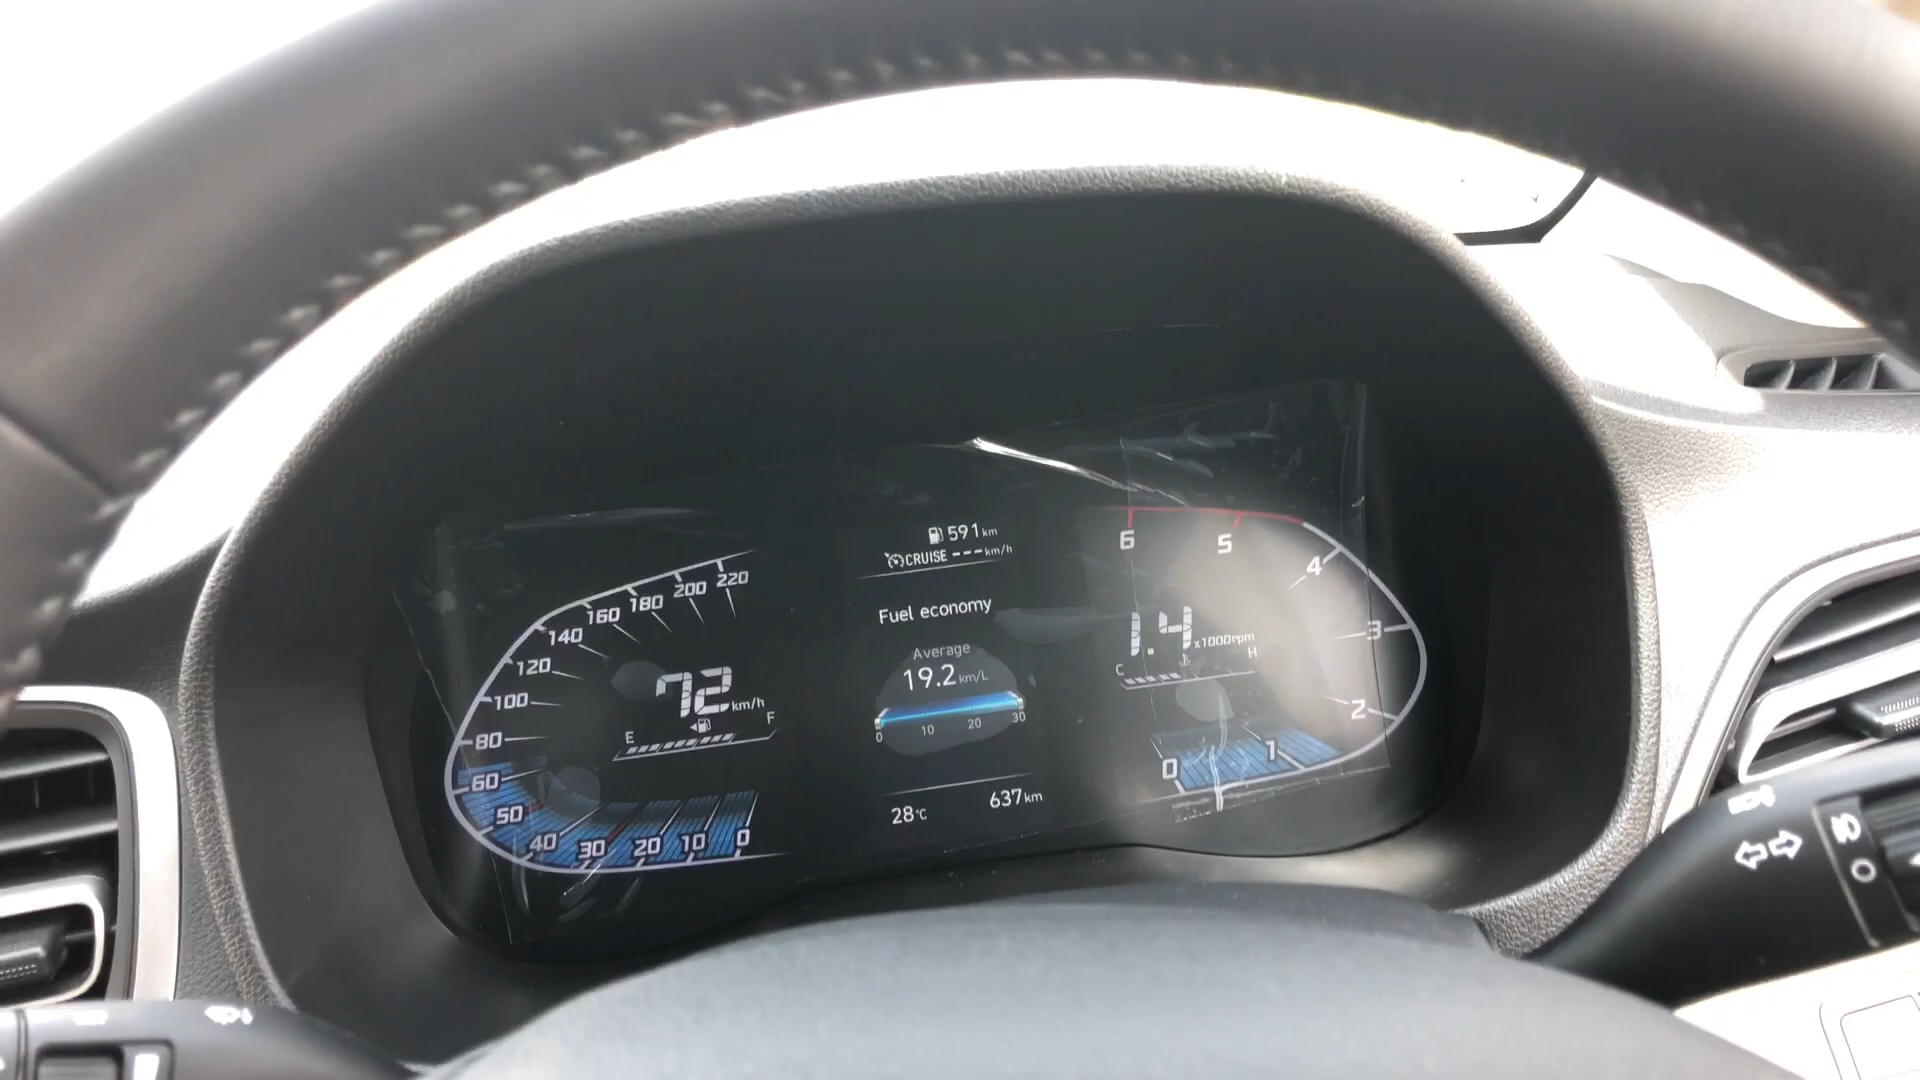 591 km
CRUISE ---km/h
Fuel economy
Average
19.2 km/L
0 10 20 30
28°C 637 km
220
200
180
160
140
120
100
80
60
50
40
30
20
10
0
72 km/h
E F
6
5
4
3
2
1
0
1.4 x1000rpm
C H